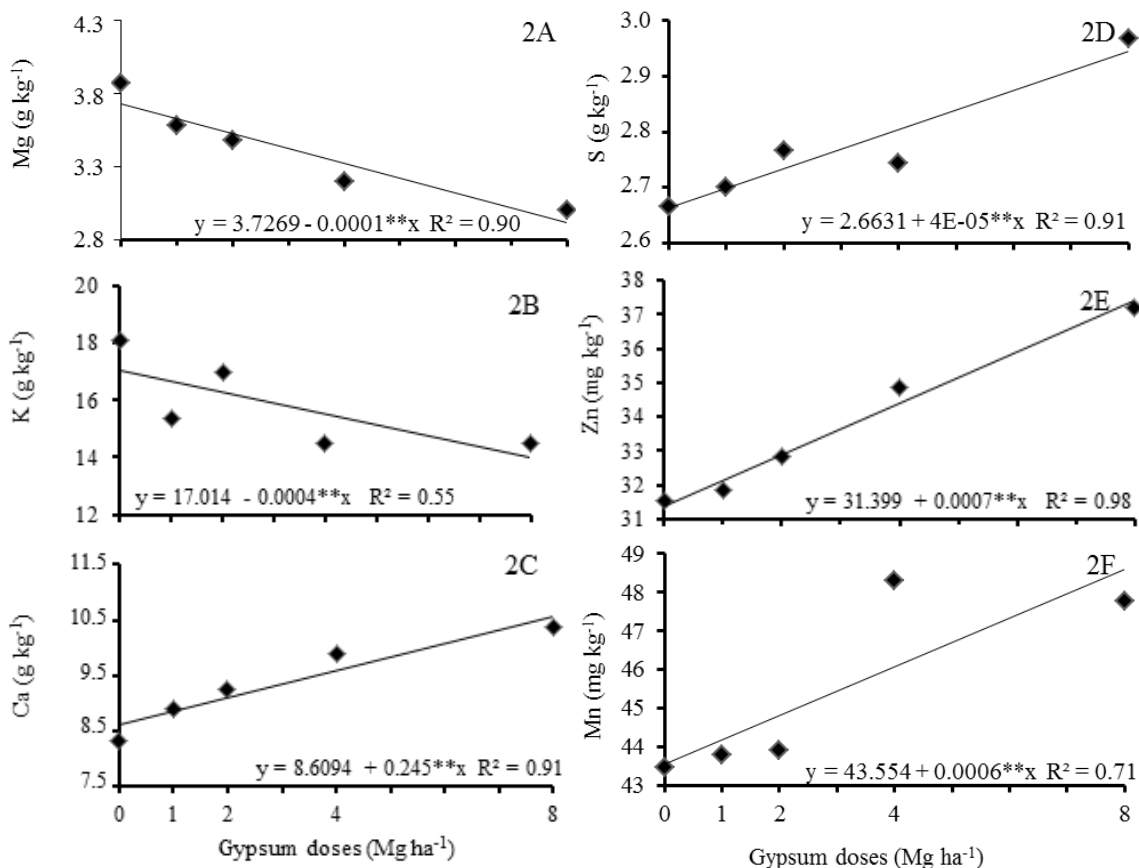 4.3
3.8
3.3
2.8
Mg (g kg⁻¹)
2A
y = 3.7269 - 0.0001**x R² = 0.90
20
18
16
14
12
K (g kg⁻¹)
2B
y = 17.014 - 0.0004**x R² = 0.55
11.5
10.5
9.5
8.5
7.5
Ca (g kg⁻¹)
2C
y = 8.6094 + 0.245**x R² = 0.91
0 1 2 4 8
Gypsum doses (Mg ha⁻¹)
3.0
2.9
2.8
2.7
2.6
S (g kg⁻¹)
2D
y = 2.6631 + 4E-05**x R² = 0.91
38
37
36
35
34
33
32
31
Zn (mg kg⁻¹)
2E
y = 31.399 + 0.0007**x R² = 0.98
49
48
47
46
45
44
43
Mn (mg kg⁻¹)
2F
y = 43.554 + 0.0006**x R² = 0.71
0 1 2 4 8
Gypsum doses (Mg ha⁻¹)